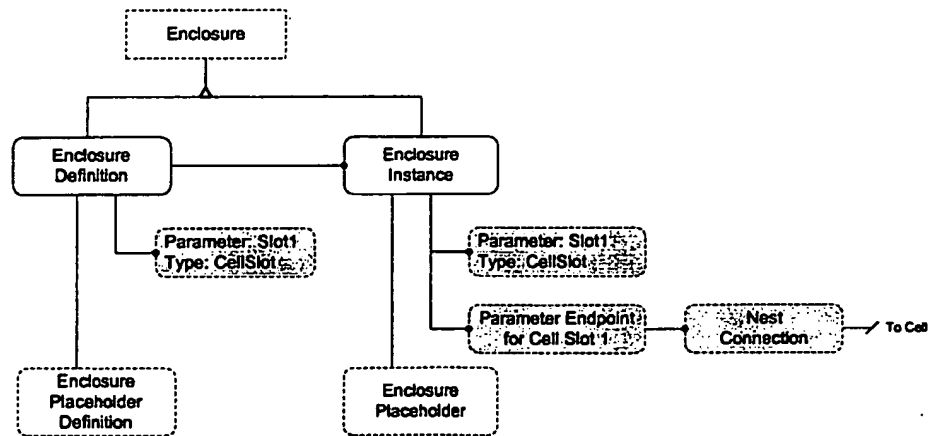 Enclosure
Enclosure
Definition
Enclosure
Instance
Parameter: Slot1
Type: CellSlot
Parameter: Slot1
Type: CellSlot
Parameter Endpoint
for Cell Slot 1
Nest
Connection
To Cell
Enclosure
Placeholder
Definition
Enclosure
Placeholder